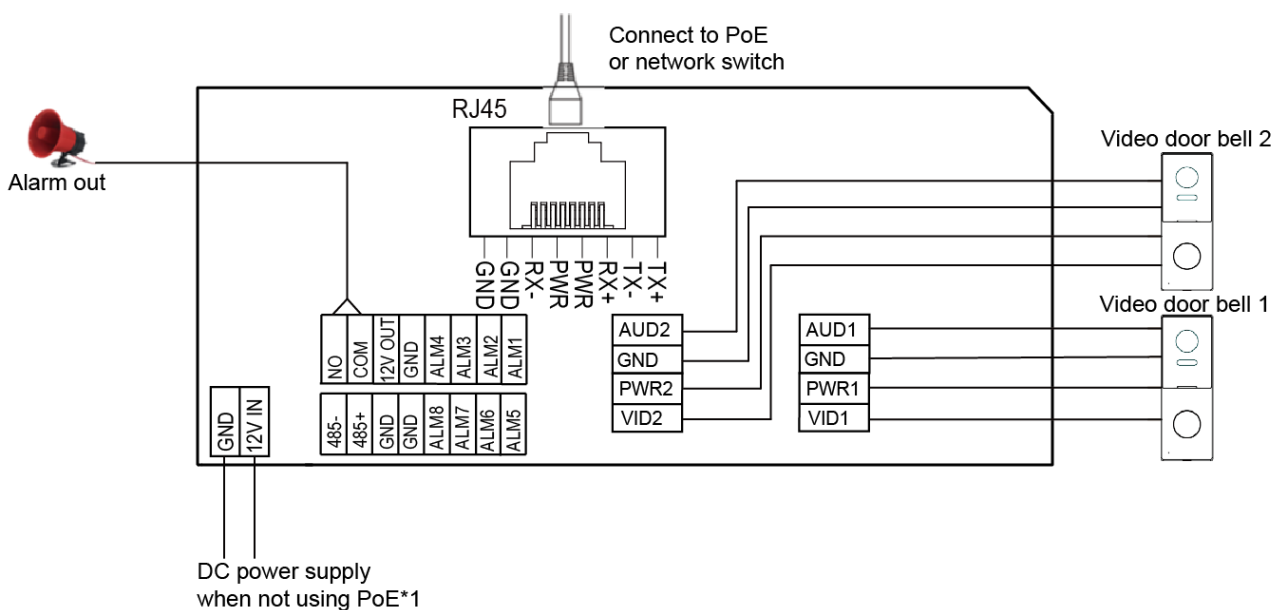 Connect to PoE
or network switch
RJ45
Alarm out
Video door bell 2
GND
GND
RX-
PWR
PWR
RX+
TX-
TX+
Video door bell 1
NO
COM
12V OUT
GND
ALM4
ALM3
ALM2
ALM1
AUD2
GND
PWR2
VID2
AUD1
GND
PWR1
VID1
GND
12V IN
485-
485+
GND
GND
ALM8
ALM7
ALM6
ALM5
DC power supply
when not using PoE*1